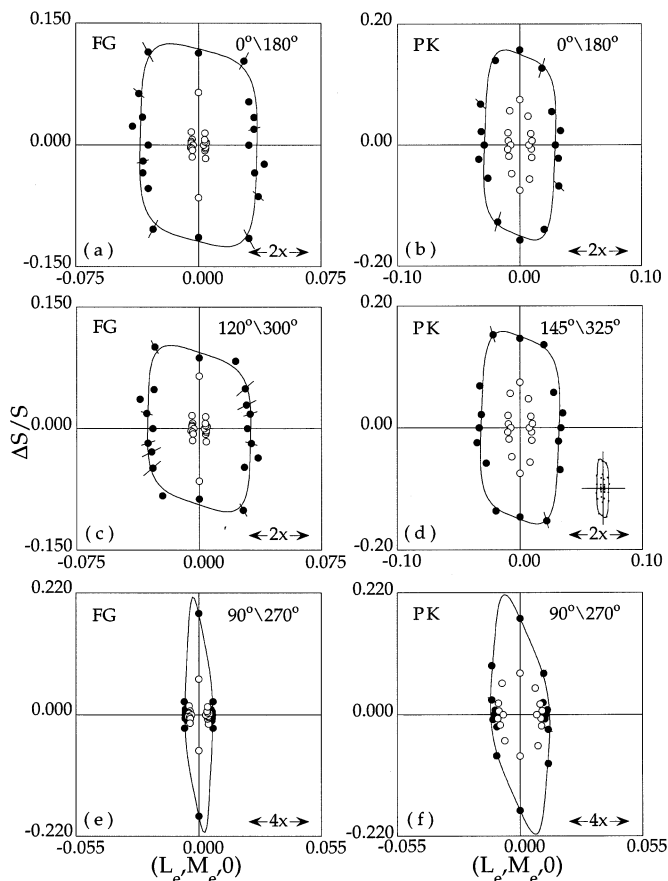 0.150 FG 0°\180°
0.000
-0.150 (a) 2x
-0.075 0.000 0.075
0.20 PK 0°\180°
0.00
-0.20 (b) 2x
-0.10 0.000 0.10
0.150 FG 120°\300°
0.000
-0.150 (c) 2x
-0.075 0.000 0.075
0.20 PK 145°\325°
0.00
-0.20 (d) 2x
-0.10 0.000 0.10
ΔS/S
0.220 FG 90°\270°
0.000
-0.220 (e) 4x
-0.055 0.000 0.055
(Le,Me,0)
0.220 PK 90°\270°
0.000
-0.220 (f) 4x
-0.055 0.000 0.055
(Le,Me,0)